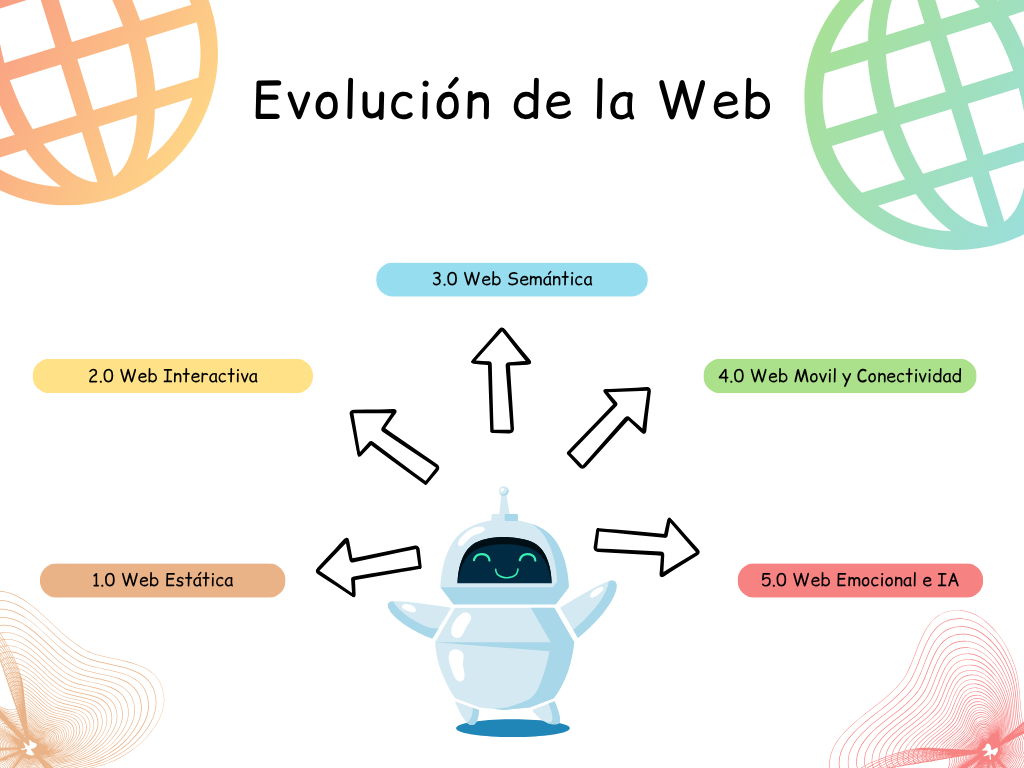 Evolución de la Web
3.0 Web Semántica
2.0 Web Interactiva
4.0 Web Movil y Conectividad
1.0 Web Estática
5.0 Web Emocional e IA